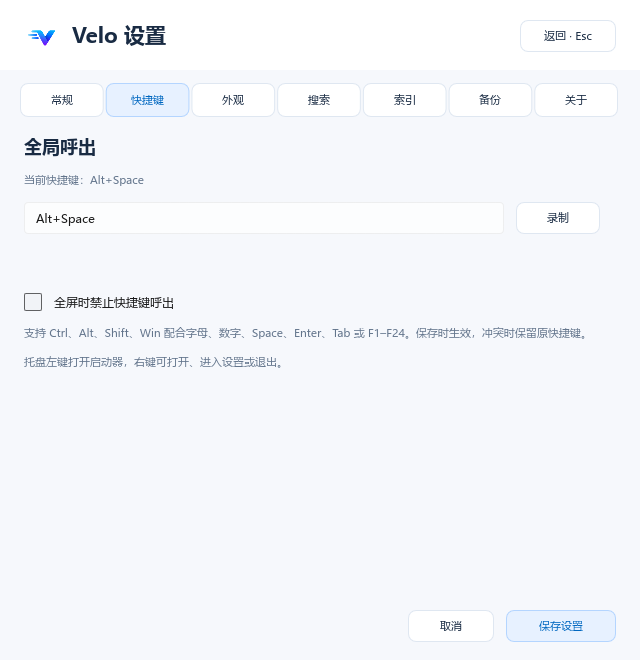 Velo 设置
返回 · Esc
常规
快捷键
外观
搜索
索引
备份
关于
全局呼出
当前快捷键：Alt+Space
Alt+Space
录制
全屏时禁止快捷键呼出
支持 Ctrl、Alt、Shift、Win 配合字母、数字、Space、Enter、Tab 或 F1–F24。保存时生效，冲突时保留原快捷键。
托盘左键打开启动器，右键可打开、进入设置或退出。
取消
保存设置